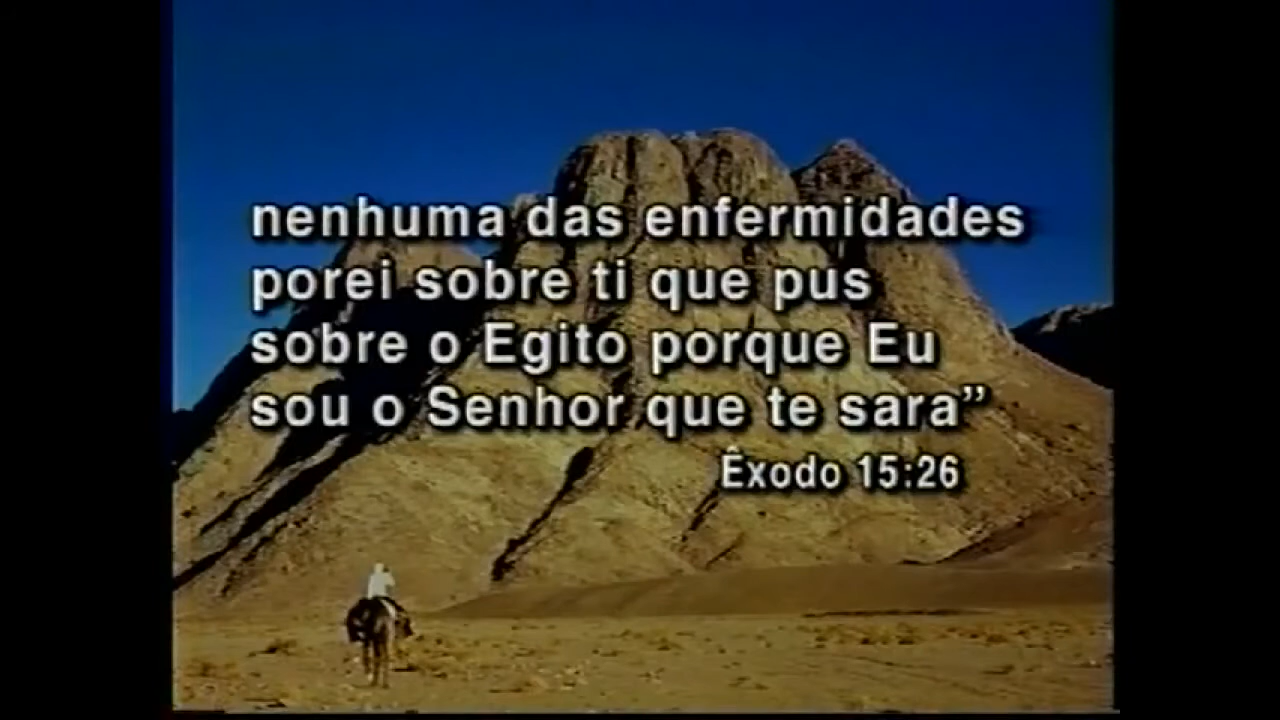 nenhuma das enfermidades
porei sobre ti que pus
sobre o Egito porque Eu
sou o Senhor que te sara”
Êxodo 15:26